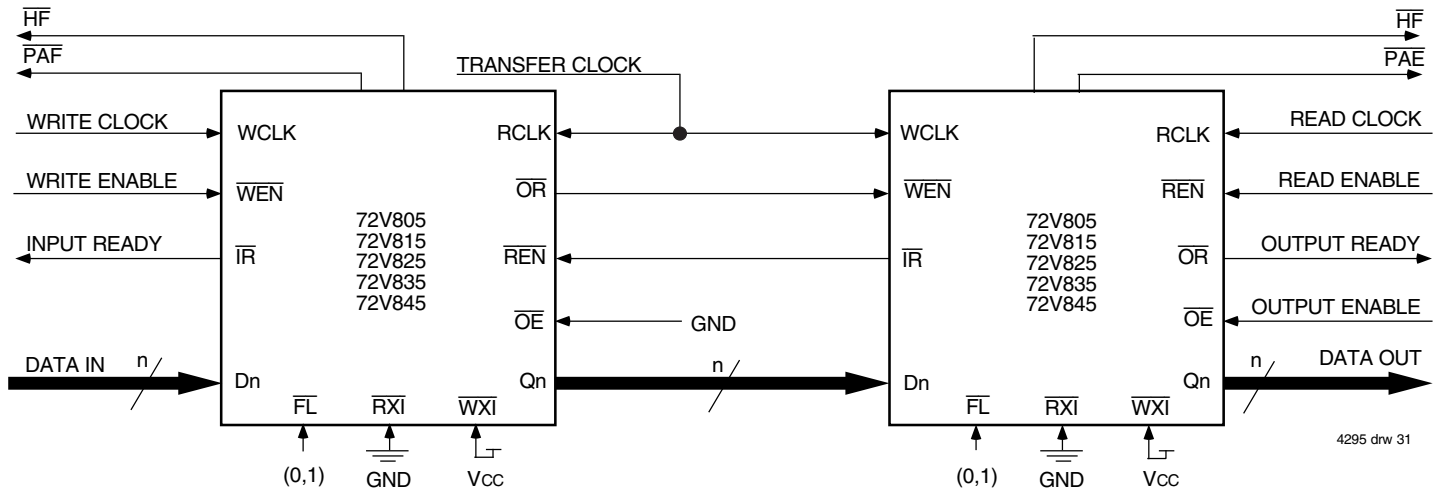 HF HF
PAF PAE
TRANSFER CLOCK
WRITE CLOCK WCLK RCLK WCLK RCLK READ CLOCK
WRITE ENABLE WEN OR WEN REN READ ENABLE
72V805 72V805
72V815 72V815
INPUT READY IR 72V825 REN IR 72V825 OR OUTPUT READY
72V835 72V835
72V845 72V845
OE GND OE OUTPUT ENABLE
DATA IN n n n DATA OUT
Dn Qn Dn Qn
FL RXI WXI FL RXI WXI
4295 drw 31
(0,1) GND VCC (0,1) GND VCC